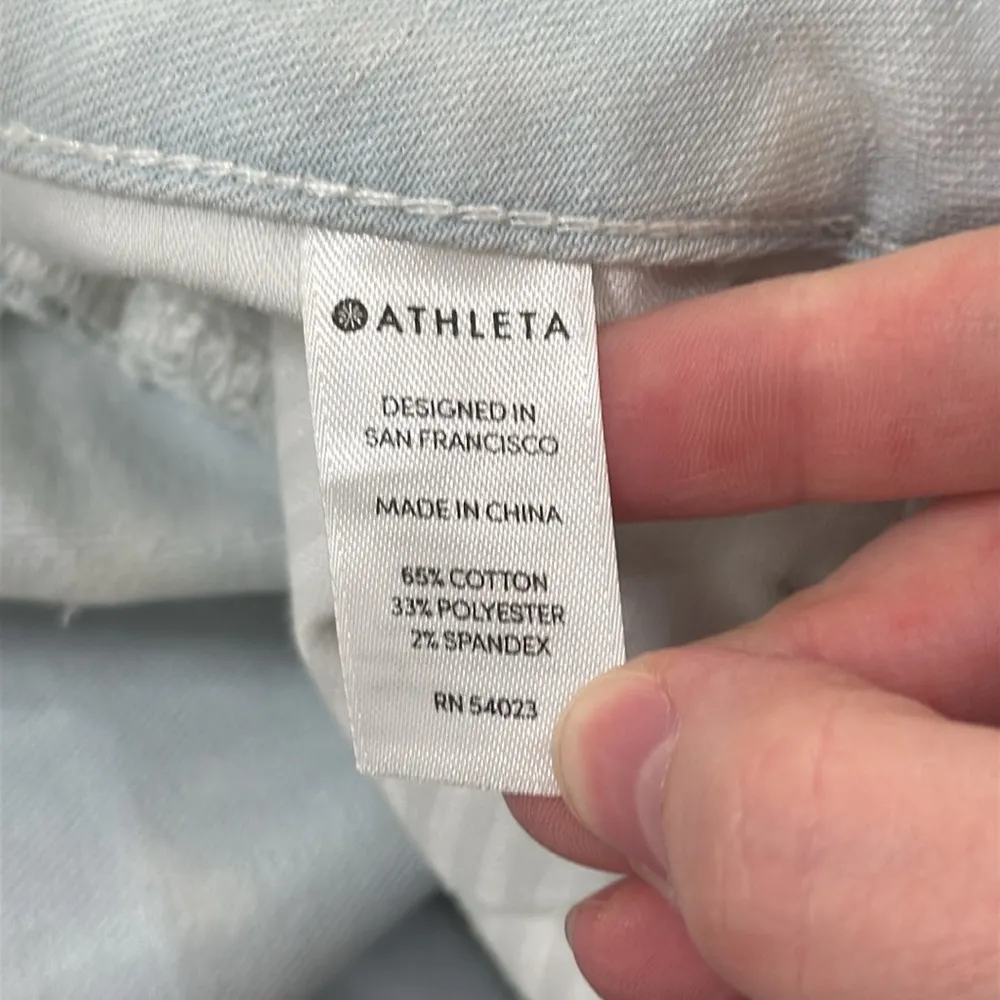 ATHLETA
DESIGNED IN
SAN FRANCISCO
MADE IN CHINA
65% COTTON
33% POLYESTER
2% SPANDEX
RN 54023